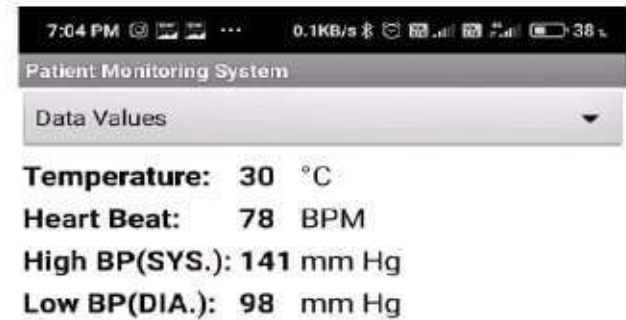 7:04 PM ... 0.1KB/s 38%
Patient Monitoring System
Data Values
Temperature: 30 °C
Heart Beat: 78 BPM
High BP(SYS.): 141 mm Hg
Low BP(DIA.): 98 mm Hg